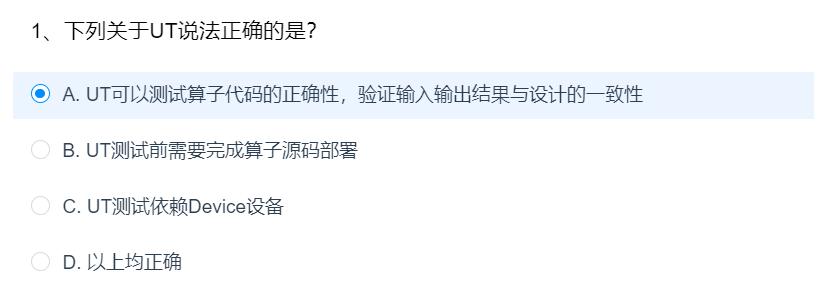 1、下列关于UT说法正确的是?
A. UT可以测试算子代码的正确性，验证输入输出结果与设计的一致性
B. UT测试前需要完成算子源码部署
C. UT测试依赖Device设备
D. 以上均正确